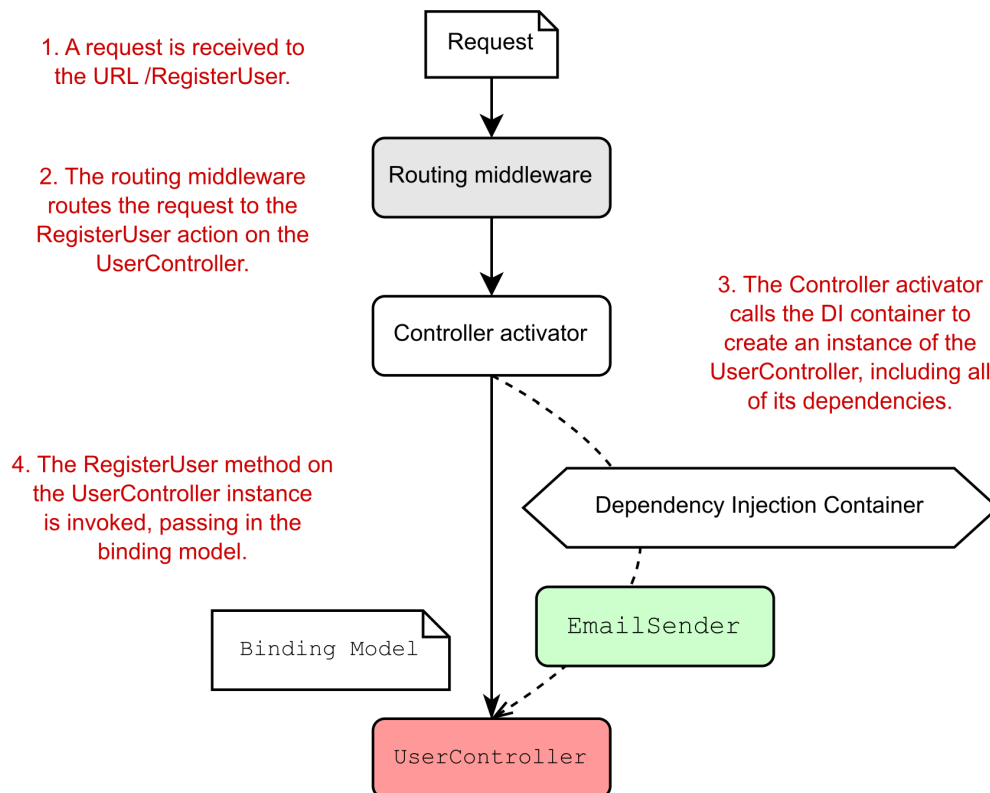 Request
1. A request is received to
the URL /RegisterUser.
Routing middleware
2. The routing middleware
routes the request to the
RegisterUser action on the
UserController.
Controller activator
3. The Controller activator
calls the DI container to
create an instance of the
UserController, including all
of its dependencies.
4. The RegisterUser method on
the UserController instance
is invoked, passing in the
binding model.
Dependency Injection Container
EmailSender
Binding Model
UserController